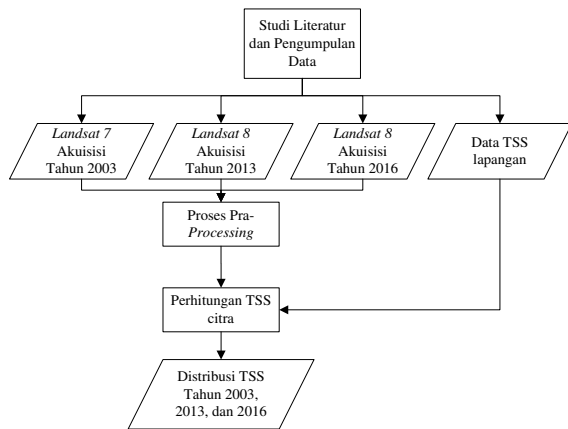 Studi Literatur
dan Pengumpulan
Data
Landsat 7
Akuisisi
Tahun 2003
Landsat 8
Akuisisi
Tahun 2013
Landsat 8
Akuisisi
Tahun 2016
Data TSS
lapangan
Proses Pra-
Processing
Perhitungan TSS
citra
Distribusi TSS
Tahun 2003,
2013, dan 2016